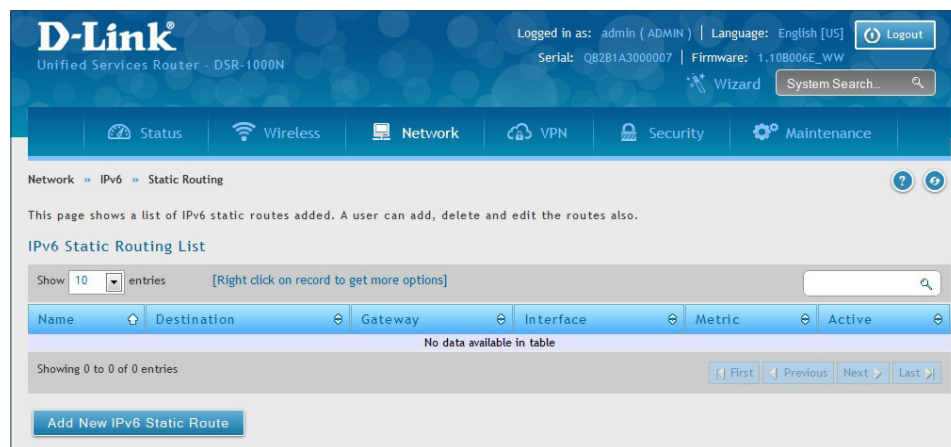 D-Link®
Unified Services Router - DSR-1000N
Logged in as: admin ( ADMIN ) | Language: English [US]
Logout
Serial: QB2B1A3000007 | Firmware: 1.10B006E_WW
Wizard
System Search...
Status
Wireless
Network
VPN
Security
Maintenance
Network » IPv6 » Static Routing
?
This page shows a list of IPv6 static routes added. A user can add, delete and edit the routes also.
IPv6 Static Routing List
Show 10 entries
[Right click on record to get more options]
Name Destination Gateway Interface Metric Active
No data available in table
Showing 0 to 0 of 0 entries
First Previous Next Last
Add New IPv6 Static Route